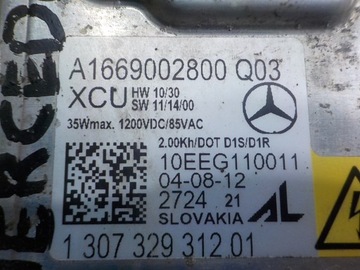 ERCED
A1669002800 Q03
XCU HW 10/30
SW 11/14/00
35Wmax. 1200VDC/85VAC
2.00Kh/DOT D1S/D1R
10EEG110011
04-08-12
2724 21
SLOVAKIA AL
1 307 329 312 01